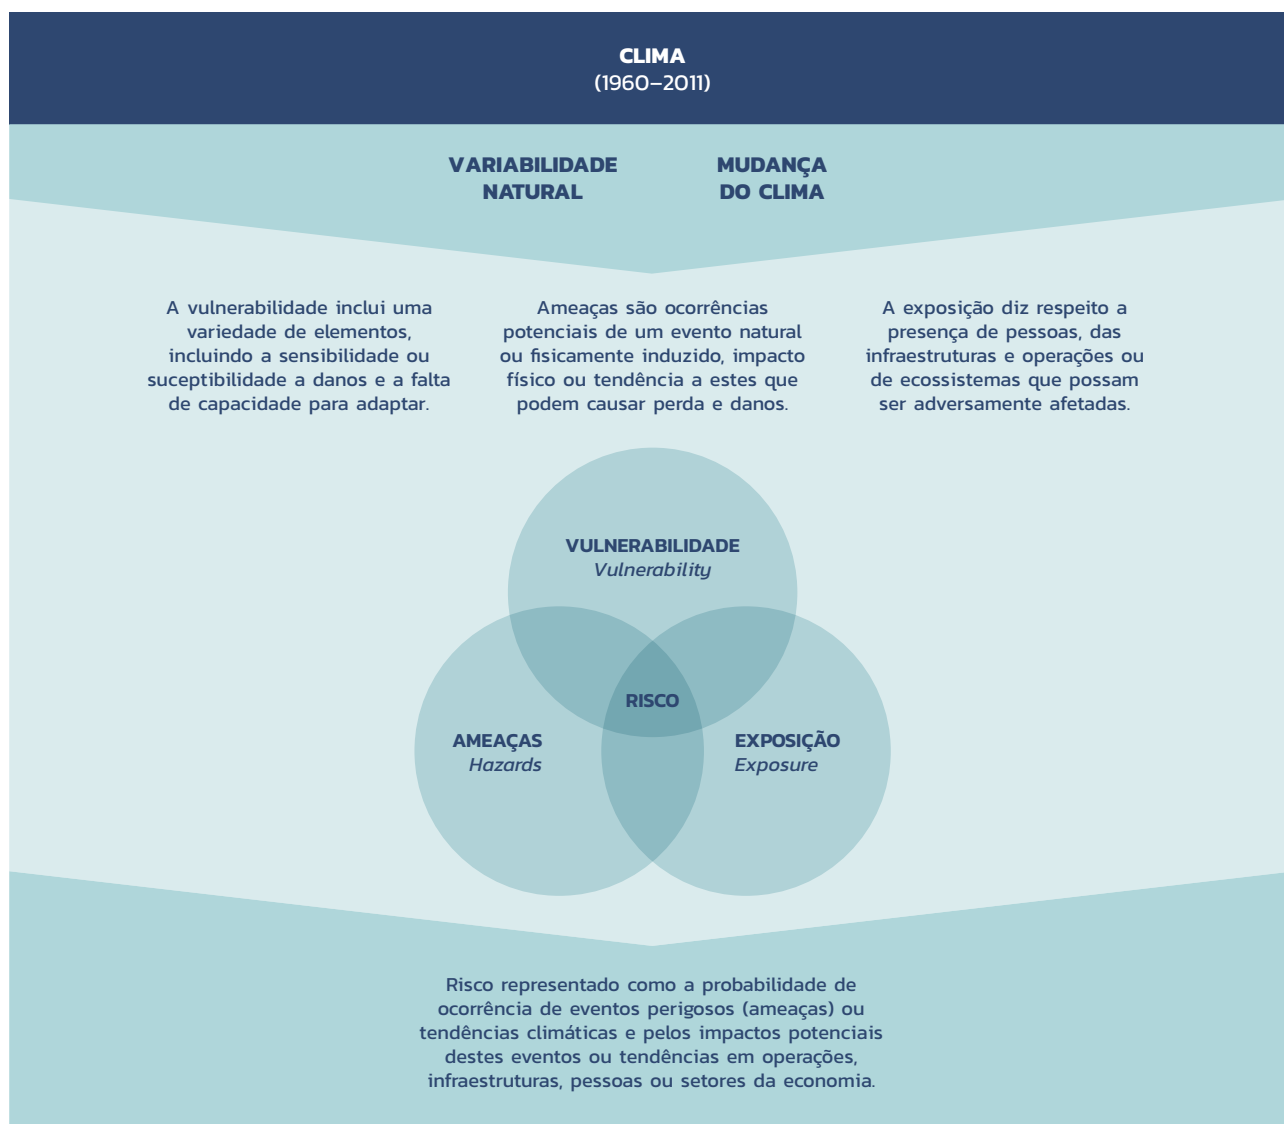 CLIMA
(1960–2011)
VARIABILIDADE
NATURAL
MUDANÇA
DO CLIMA
A vulnerabilidade inclui uma
variedade de elementos,
incluindo a sensibilidade ou
suceptibilidade a danos e a falta
de capacidade para adaptar.
Ameaças são ocorrências
potenciais de um evento natural
ou fisicamente induzido, impacto
físico ou tendência a estes que
podem causar perda e danos.
A exposição diz respeito a
presença de pessoas, das
infraestruturas e operações ou
de ecossistemas que possam
ser adversamente afetadas.
VULNERABILIDADE
Vulnerability
RISCO
AMEAÇAS
Hazards
EXPOSIÇÃO
Exposure
Risco representado como a probabilidade de
ocorrência de eventos perigosos (ameaças) ou
tendências climáticas e pelos impactos potenciais
destes eventos ou tendências em operações,
infraestruturas, pessoas ou setores da economia.